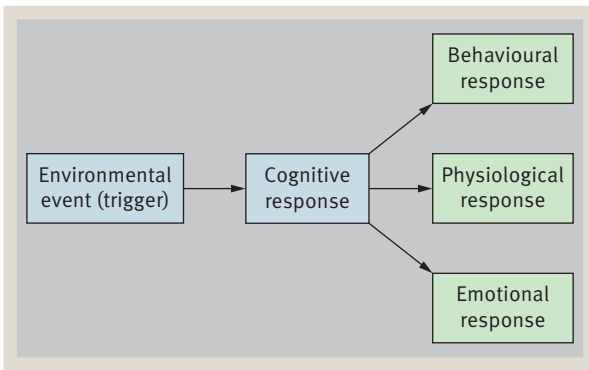 Environmental
event (trigger)
Cognitive
response
Behavioural
response
Physiological
response
Emotional
response